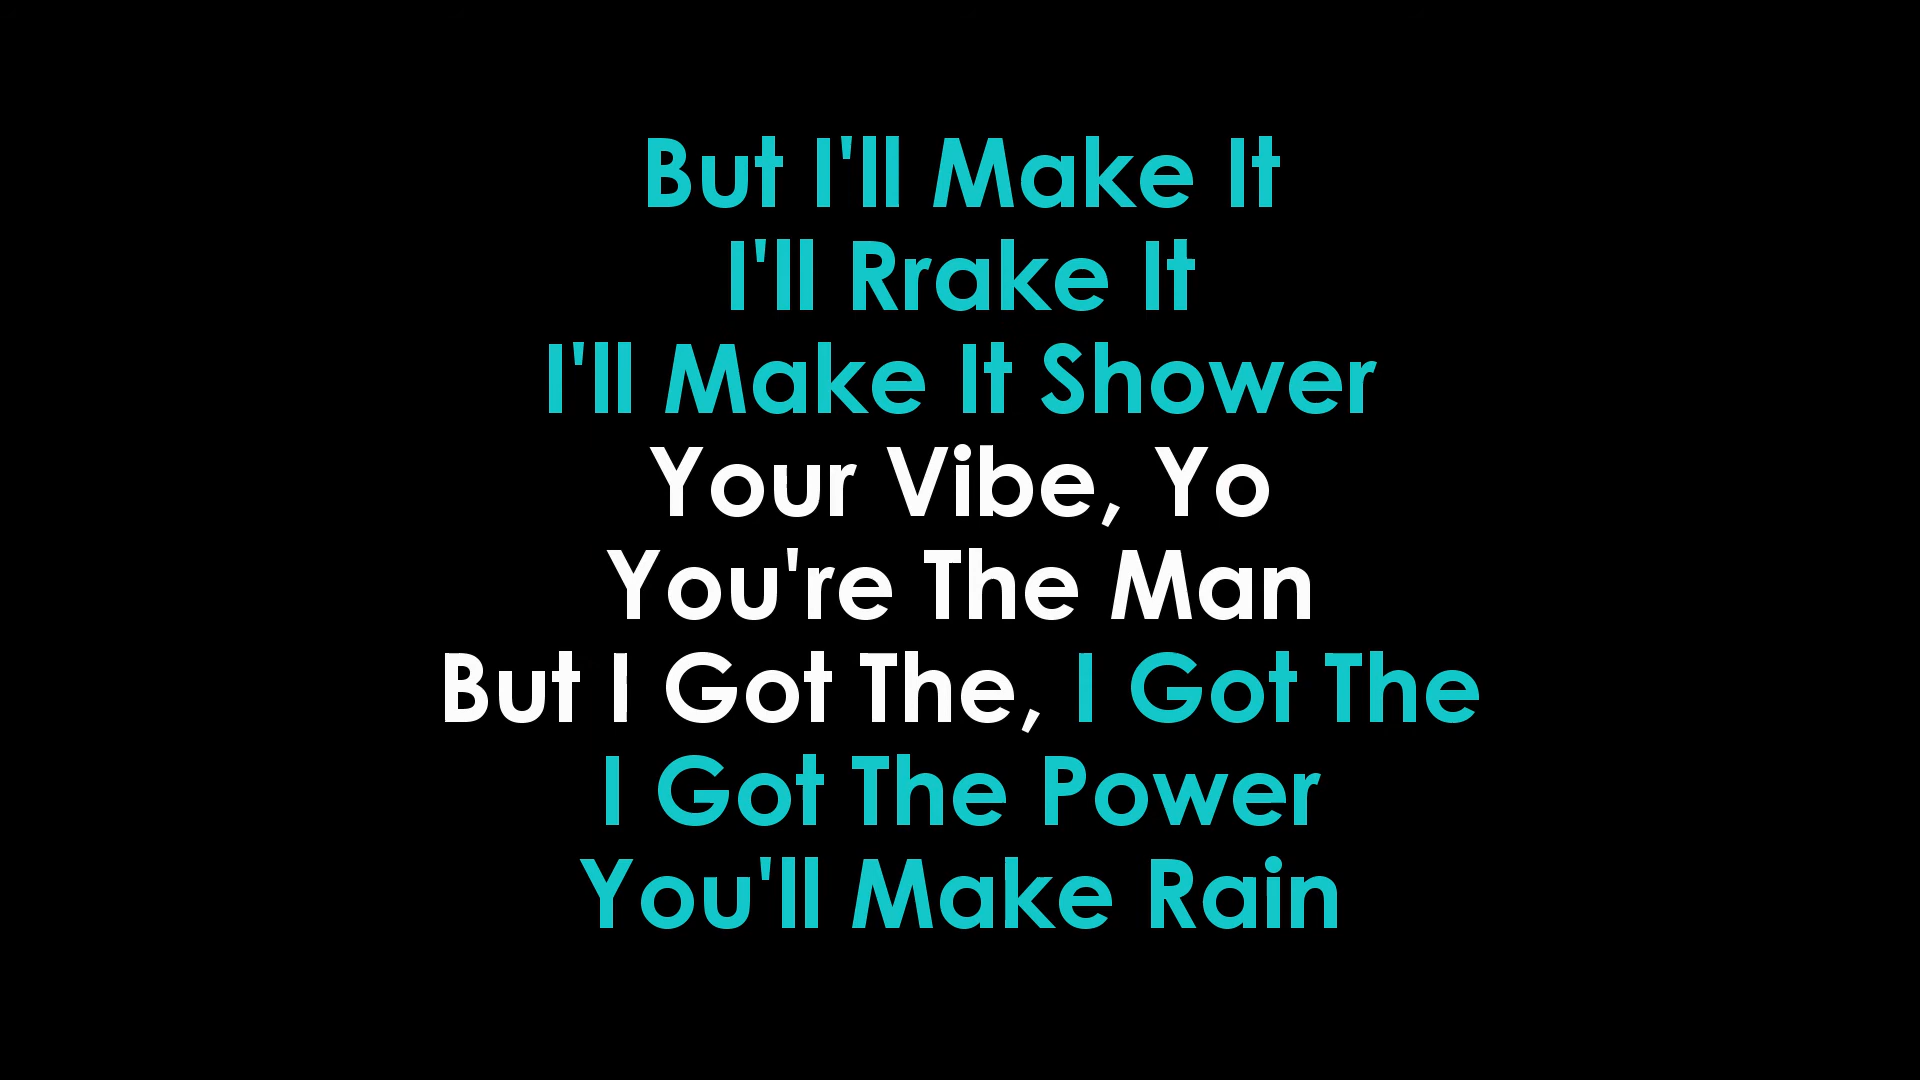 But I'll Make It
I'll Rrake It
I'll Make It Shower
Your Vibe, Yo
You're The Man
But I Got The, I Got The
I Got The Power
You'll Make Rain